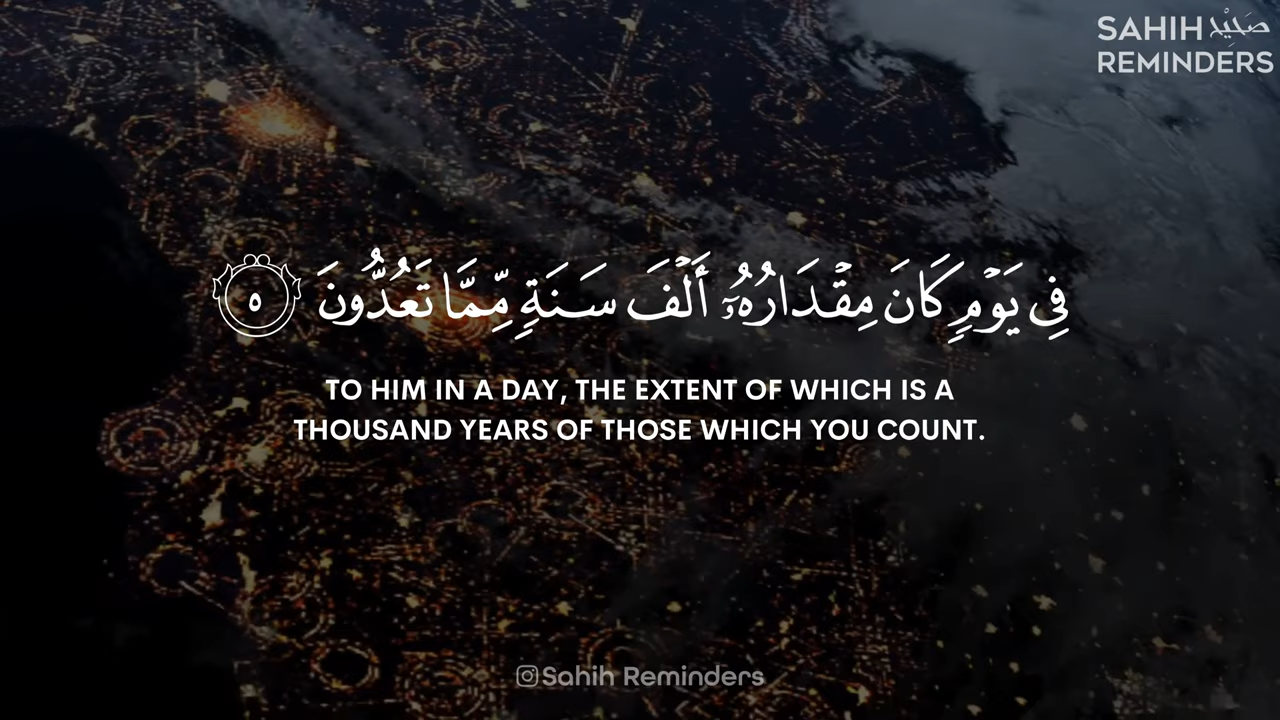 SAHIH صَحِيْح
REMINDERS
فِي يَوْمٍ كَانَ مِقْدَارُهُۥٓ أَلْفَ سَنَةٍ مِّمَّا تَعُدُّونَ ٥
TO HIM IN A DAY, THE EXTENT OF WHICH IS A
THOUSAND YEARS OF THOSE WHICH YOU COUNT.
Sahih Reminders